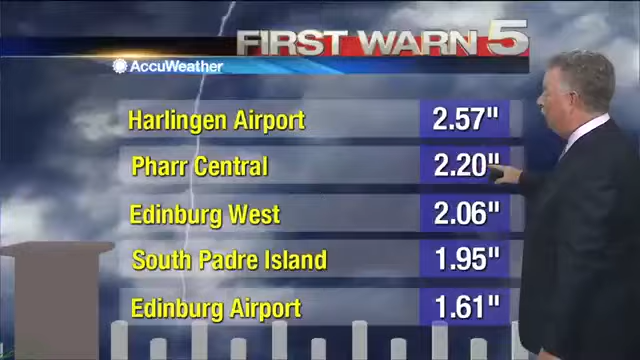 FIRST WARN 5
AccuWeather
Harlingen Airport 2.57"
Pharr Central 2.20"
Edinburg West 2.06"
South Padre Island 1.95"
Edinburg Airport 1.61"